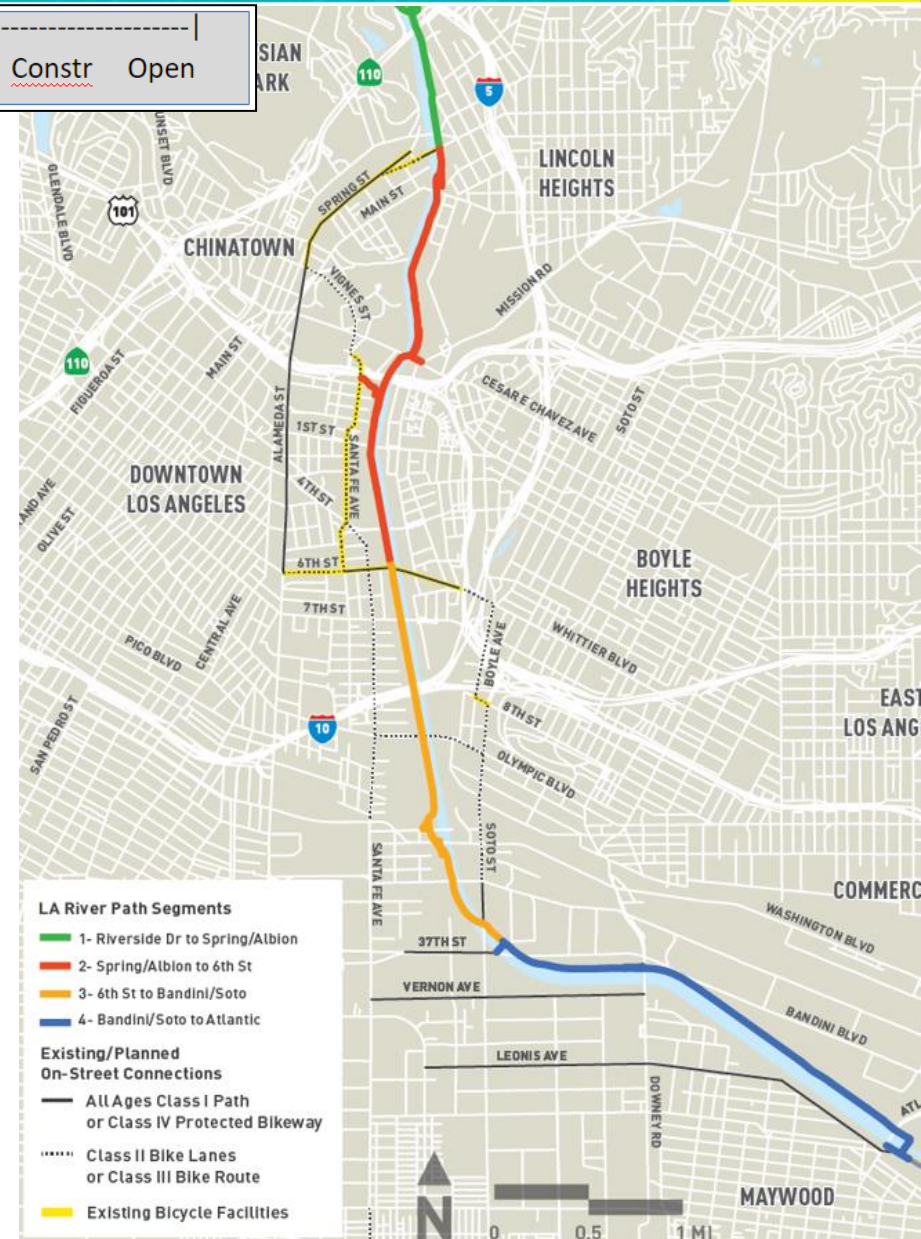 --------------------|
Constr Open
SIAN
ARK
110
5
UNSET BLVD
GLENDALE BLVD
101
SPRING ST
MAIN ST
LINCOLN
HEIGHTS
CHINATOWN
VIGNES ST
MISSION RD
110
FIGUEROA ST
MAIN ST
ALAMEDA ST
CESAR E CHAVEZ AVE
SOTO ST
1ST ST
SANTA FE AVE
4TH ST
DOWNTOWN
LOS ANGELES
AND AVE
OLIVE ST
6TH ST
BOYLE
HEIGHTS
7TH ST
CENTRAL AVE
PICO BLVD
WHITTIER BLVD
BOYLE AVE
SAN PEDRO ST
10
8TH ST
EAST
LOS ANG
OLYMPIC BLVD
SOTO ST
SANTA FE AVE
COMMERC
WASHINGTON BLVD
37TH ST
VERNON AVE
BANDINI BLVD
LEONIS AVE
DOWNEY RD
ATL
MAYWOOD
LA River Path Segments
1- Riverside Dr to Spring/Albion
2- Spring/Albion to 6th St
3- 6th St to Bandini/Soto
4- Bandini/Soto to Atlantic
Existing/Planned
On-Street Connections
All Ages Class I Path
or Class IV Protected Bikeway
Class II Bike Lanes
or Class III Bike Route
Existing Bicycle Facilities
N
0 0.5 1 MI